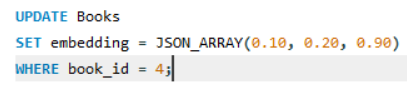 UPDATE Books
SET embedding = JSON_ARRAY(0.10, 0.20, 0.90)
WHERE book_id = 4;